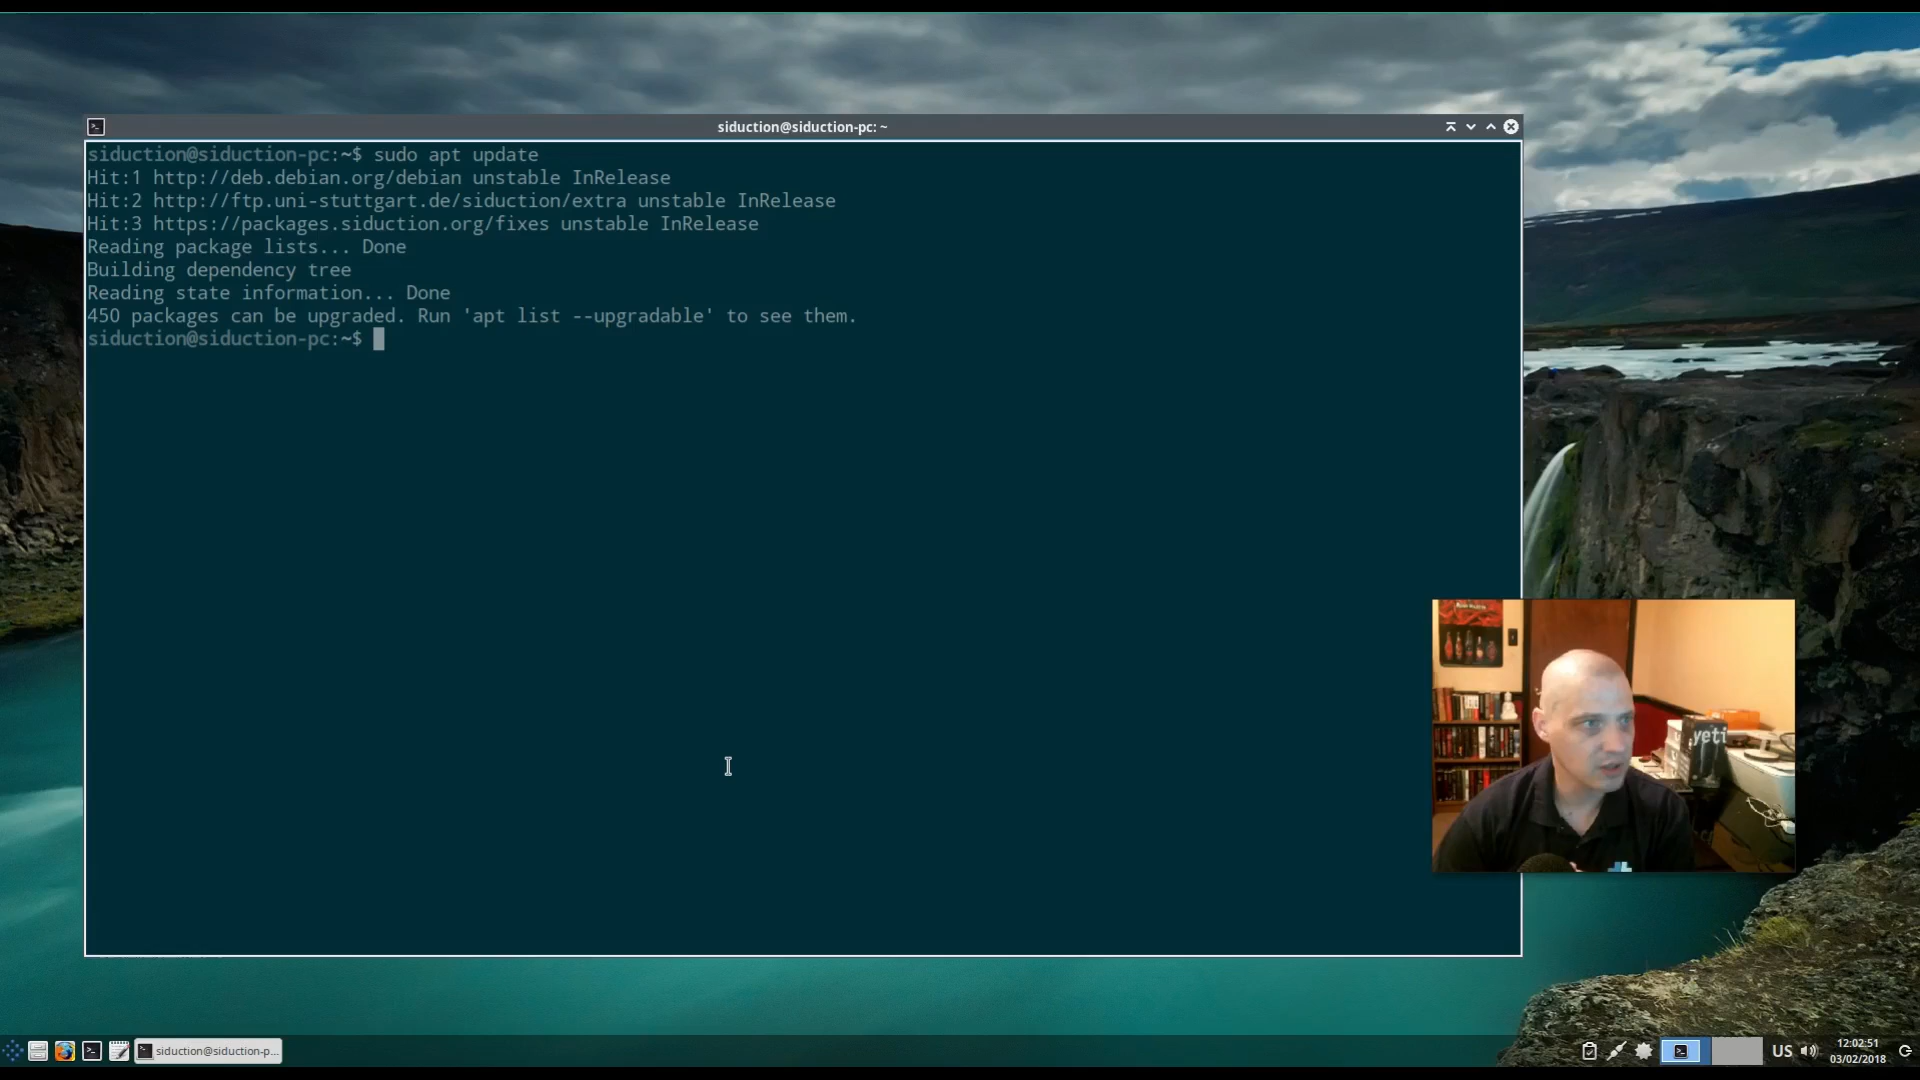 siduction@siduction-pc: ~
siduction@siduction-pc:~$ sudo apt update
Hit:1 http://deb.debian.org/debian unstable InRelease
Hit:2 http://ftp.uni-stuttgart.de/siduction/extra unstable InRelease
Hit:3 https://packages.siduction.org/fixes unstable InRelease
Reading package lists... Done
Building dependency tree
Reading state information... Done
450 packages can be upgraded. Run 'apt list --upgradable' to see them.
siduction@siduction-pc:~$
yeti
siduction@siduction-p...
US
12:02:51
03/02/2018